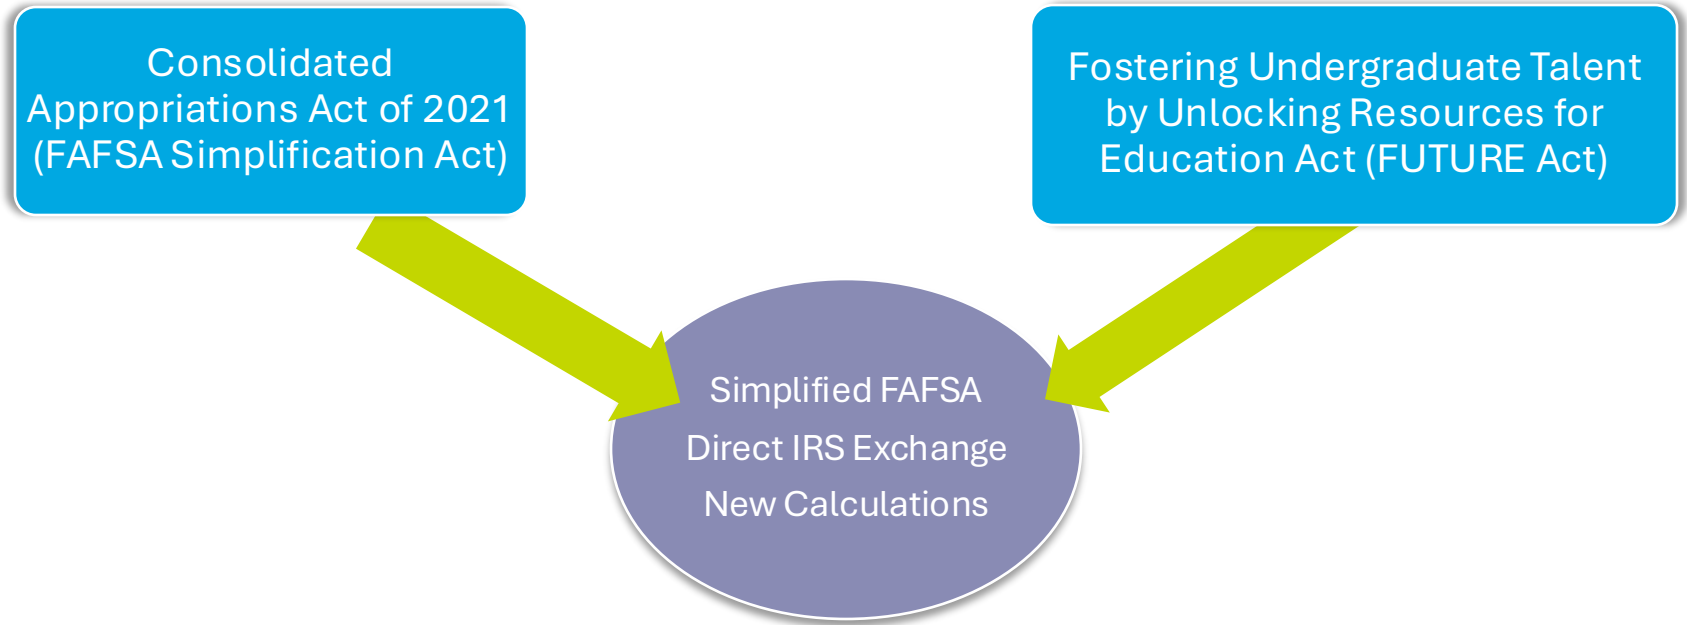 Consolidated
Appropriations Act of 2021
(FAFSA Simplification Act)
Fostering Undergraduate Talent
by Unlocking Resources for
Education Act (FUTURE Act)
Simplified FAFSA
Direct IRS Exchange
New Calculations